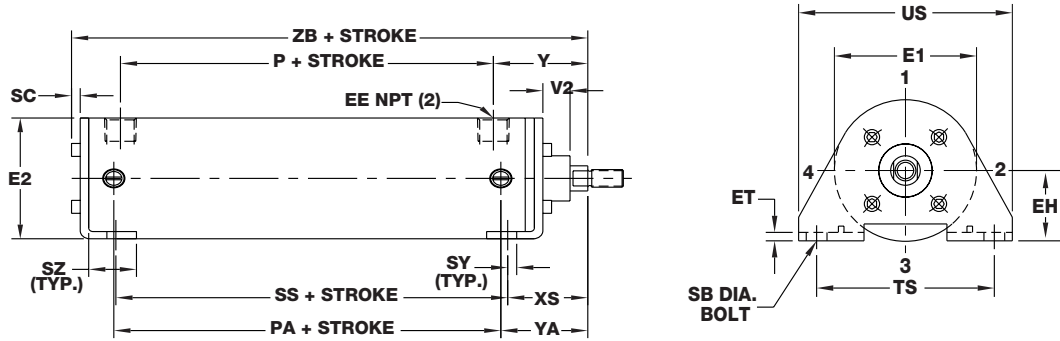 ZB + STROKE
P + STROKE
Y
V2
SC
EE NPT (2)
E2
SZ
(TYP.)
SY
(TYP.)
SS + STROKE
XS
PA + STROKE
YA
US
E1
1
4
2
ET
EH
3
SB DIA.
BOLT
TS